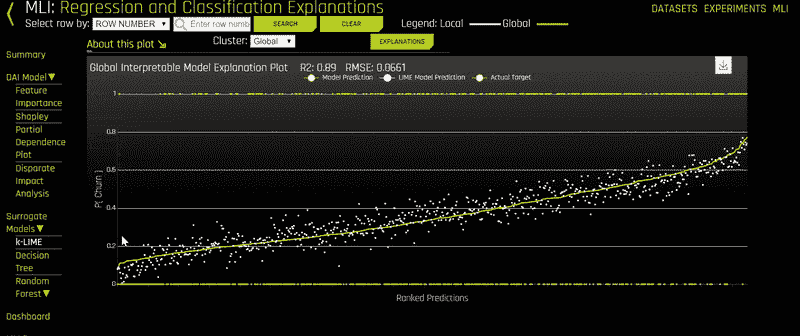 MLI: Regression and Classification Explanations
DATASETS EXPERIMENTS MLI
Select row by: ROW NUMBER Enter row numb SEARCH CLEAR Legend: Local Global
About this plot Cluster: Global EXPLANATIONS
Summary
DAI Model
Feature
Importance
Shapley
Partial
Dependence
Plot
Disparate
Impact
Analysis
Surrogate
Models
k-LIME
Decision
Tree
Random
Forest
Dashboard
Global Interpretable Model Explanation Plot R2: 0.89 RMSE: 0.0661
Model Prediction LIME Model Prediction Actual Target
P( Churn )
1
0.8
0.6
0.4
0.2
0
Ranked Predictions